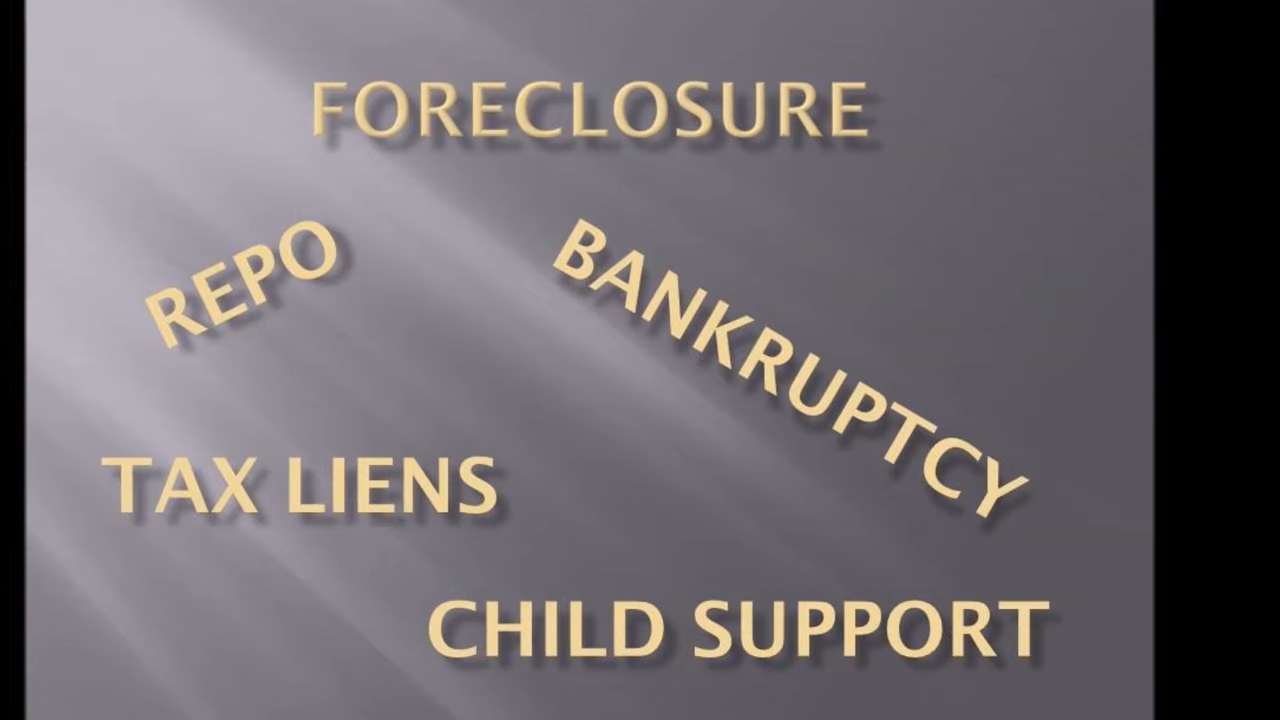 FORECLOSURE
REPO
BANKRUPTCY
TAX LIENS
CHILD SUPPORT